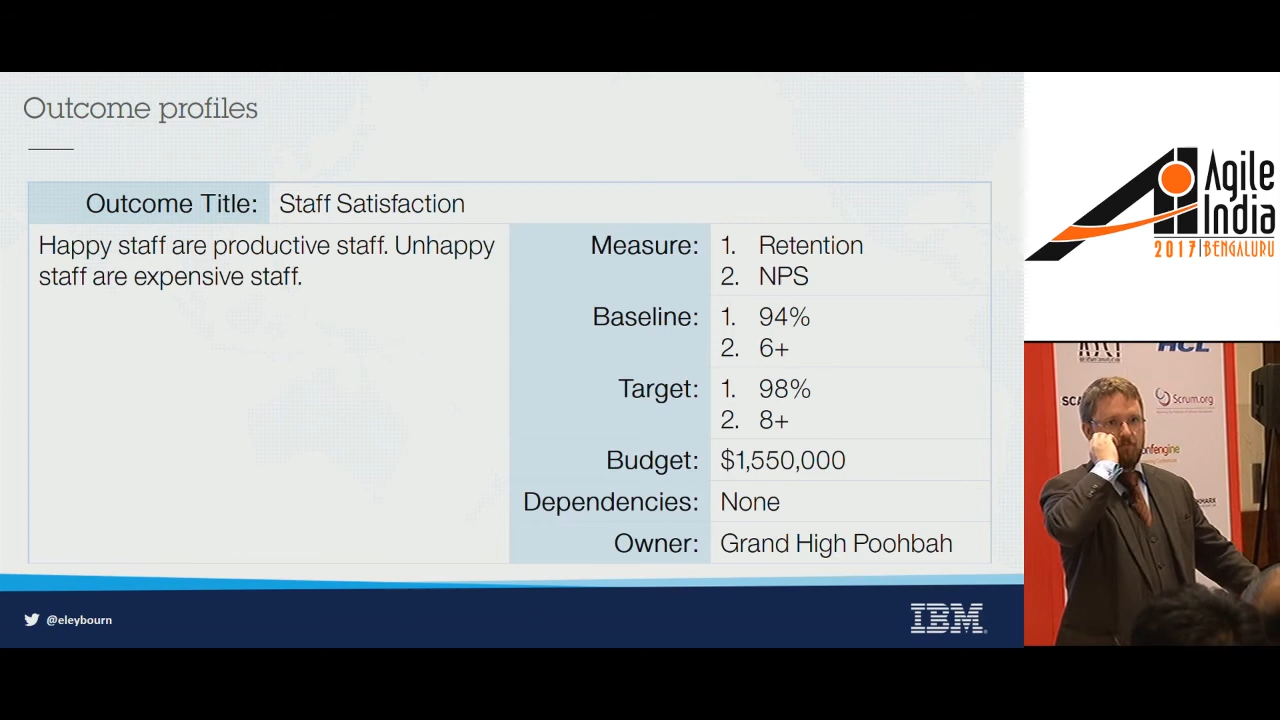 Outcome profiles
Outcome Title: Staff Satisfaction
Happy staff are productive staff. Unhappy
staff are expensive staff.
Measure: 1. Retention
2. NPS
Baseline: 1. 94%
2. 6+
Target: 1. 98%
2. 8+
Budget: $1,550,000
Dependencies: None
Owner: Grand High Poohbah
@eleybourn
IBM
Agile
India
2017 | BENGALURU
HCL
Scrum.org